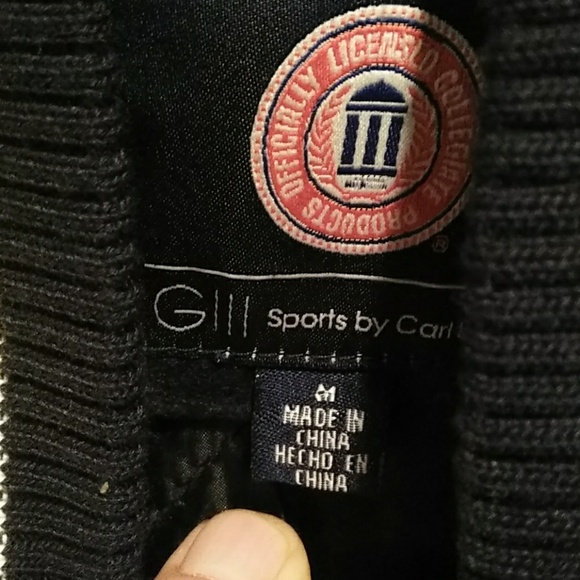 OFFICIALLY LICENSED COLLEGIATE PRODUCTS
®
GIII Sports by Carl
M
MADE IN
CHINA
HECHO EN
CHINA